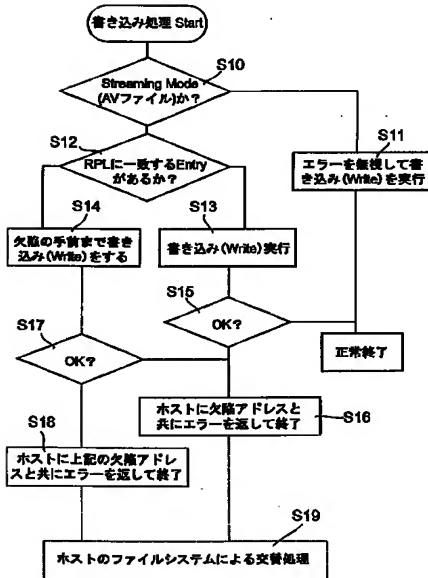 書き込み処理 Start
S10
Streaming Mode
(AVファイル)か?
S12
RPLに一致するEntry
があるか?
S11
エラーを無視して書
き込み(Write)を実行
S14
欠陥の手前まで書き
込み(Write)をする
S13
書き込み(Write)実行
S15
OK?
S17
OK?
正常終了
ホストに欠陥アドレスと
共にエラーを返して終了
S16
S18
ホストに上記の欠陥アドレ
スと共にエラーを返して終了
S19
ホストのファイルシステムによる交替処理